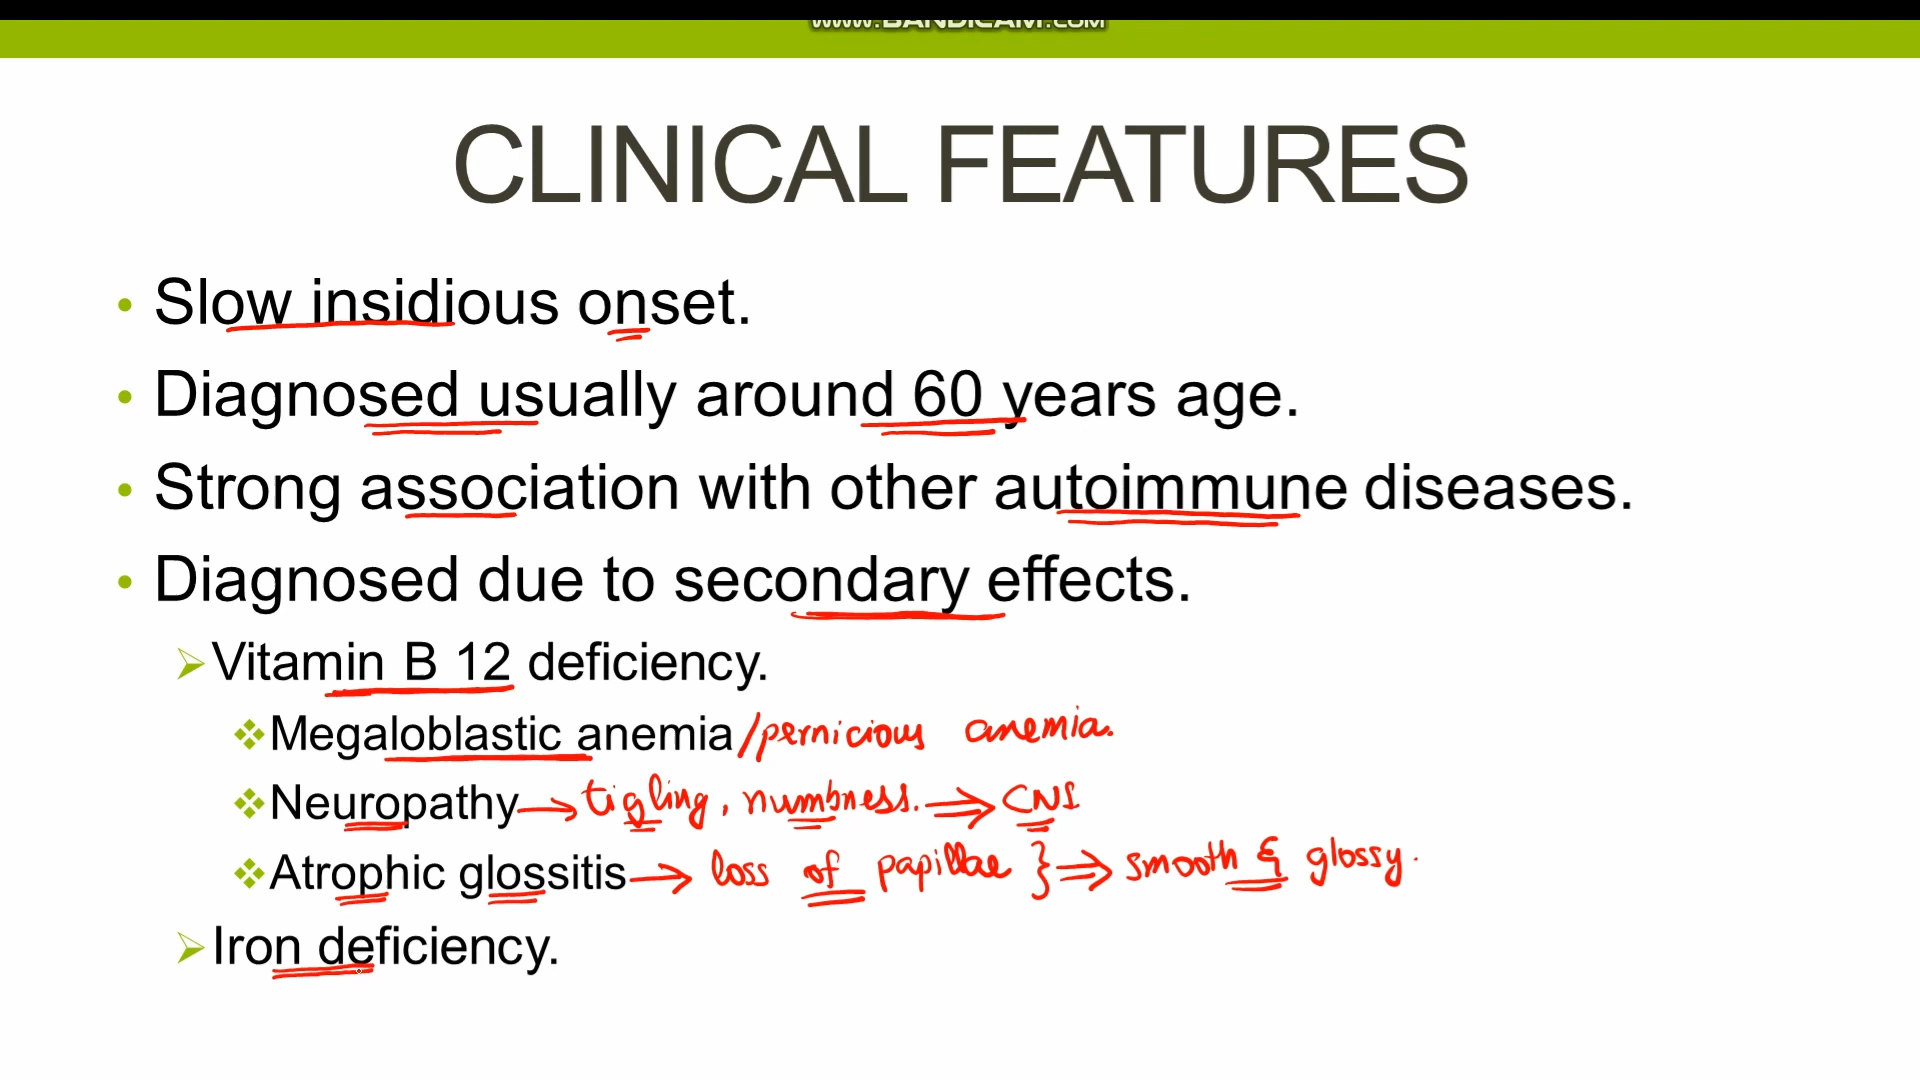 www.BANDICAM.COM
CLINICAL FEATURES
• Slow insidious onset.
• Diagnosed usually around 60 years age.
• Strong association with other autoimmune diseases.
• Diagnosed due to secondary effects.
Vitamin B 12 deficiency.
Megaloblastic anemia/pernicious anemia.
Neuropathy → tigling, numbness. ⇒ CNS
Atrophic glossitis → loss of papillae } ⇒ smooth & glossy.
Iron deficiency.